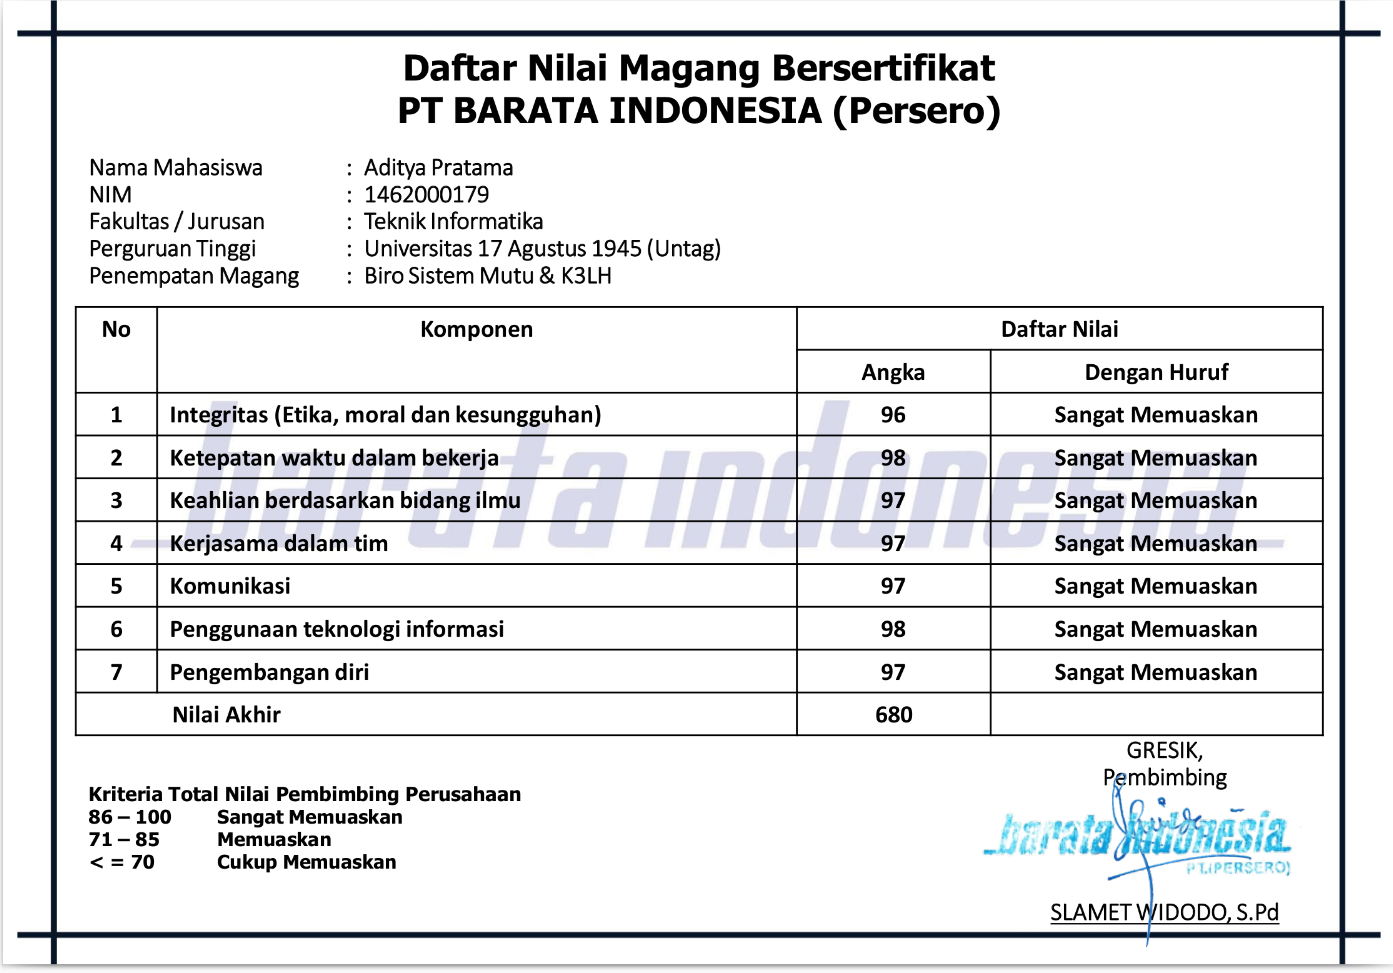 Daftar Nilai Magang Bersertifikat
PT BARATA INDONESIA (Persero)
Nama Mahasiswa : Aditya Pratama
NIM : 1462000179
Fakultas / Jurusan : Teknik Informatika
Perguruan Tinggi : Universitas 17 Agustus 1945 (Untag)
Penempatan Magang : Biro Sistem Mutu & K3LH
No Komponen Daftar Nilai
Angka Dengan Huruf
1 Integritas (Etika, moral dan kesungguhan) 96 Sangat Memuaskan
2 Ketepatan waktu dalam bekerja 98 Sangat Memuaskan
3 Keahlian berdasarkan bidang ilmu 97 Sangat Memuaskan
4 Kerjasama dalam tim 97 Sangat Memuaskan
5 Komunikasi 97 Sangat Memuaskan
6 Penggunaan teknologi informasi 98 Sangat Memuaskan
7 Pengembangan diri 97 Sangat Memuaskan
Nilai Akhir 680
barata indonesia
GRESIK,
Pembimbing
barata indonesia
PT.(PERSERO)
SLAMET WIDODO, S.Pd
Kriteria Total Nilai Pembimbing Perusahaan
86 – 100 Sangat Memuaskan
71 – 85 Memuaskan
< = 70 Cukup Memuaskan